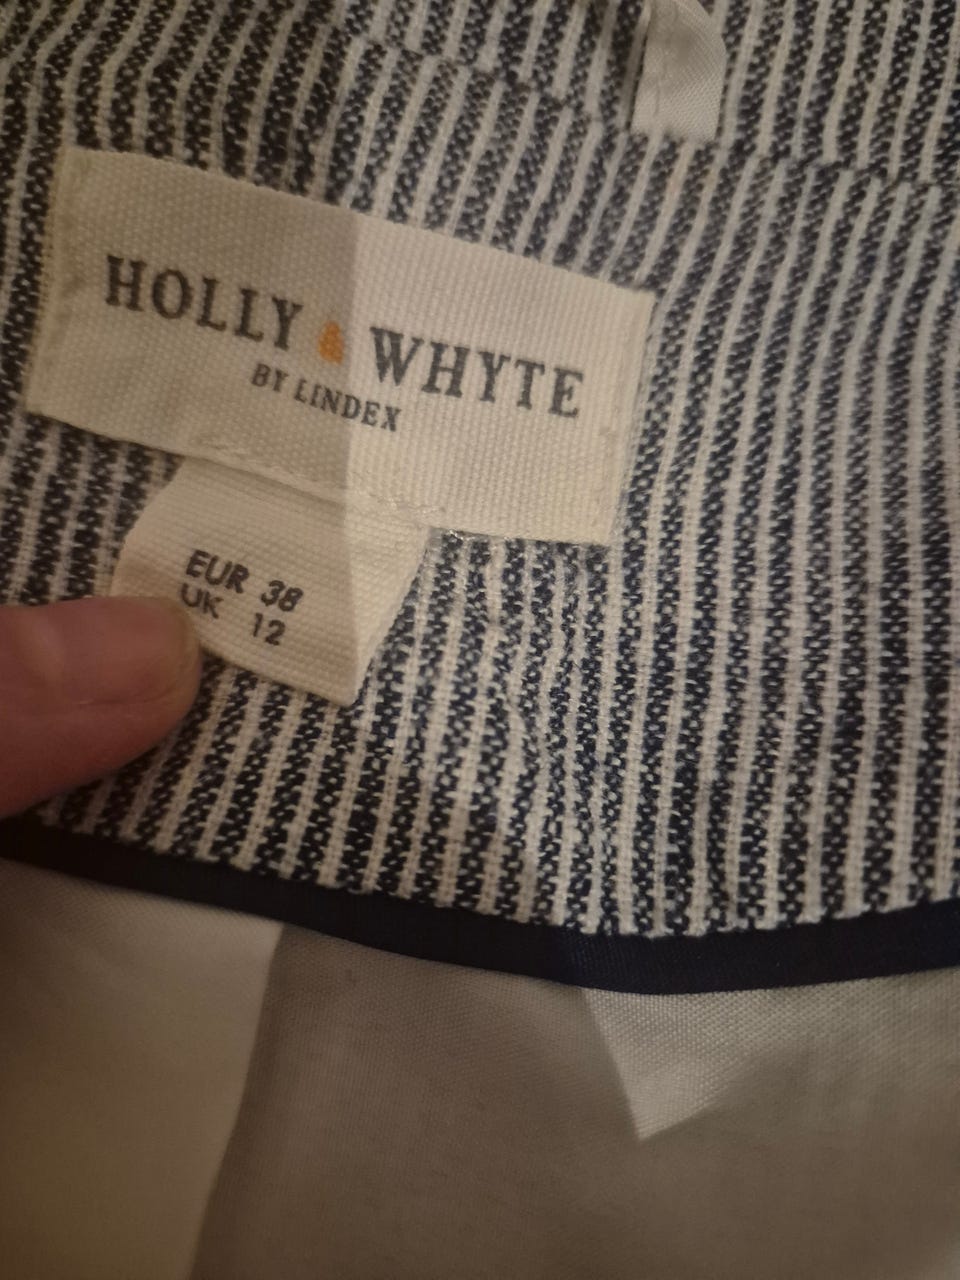 HOLLY & WHYTE
BY LINDEX
EUR 38
UK 12